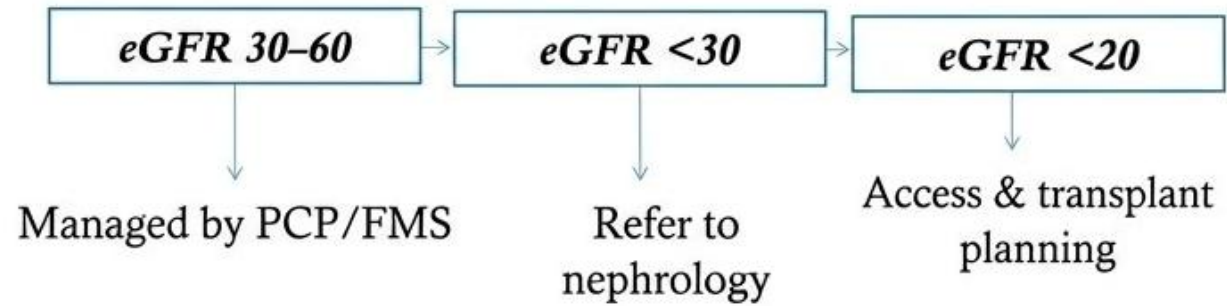 eGFR 30–60
eGFR <30
eGFR <20
Managed by PCP/FMS
Refer to
nephrology
Access & transplant
planning